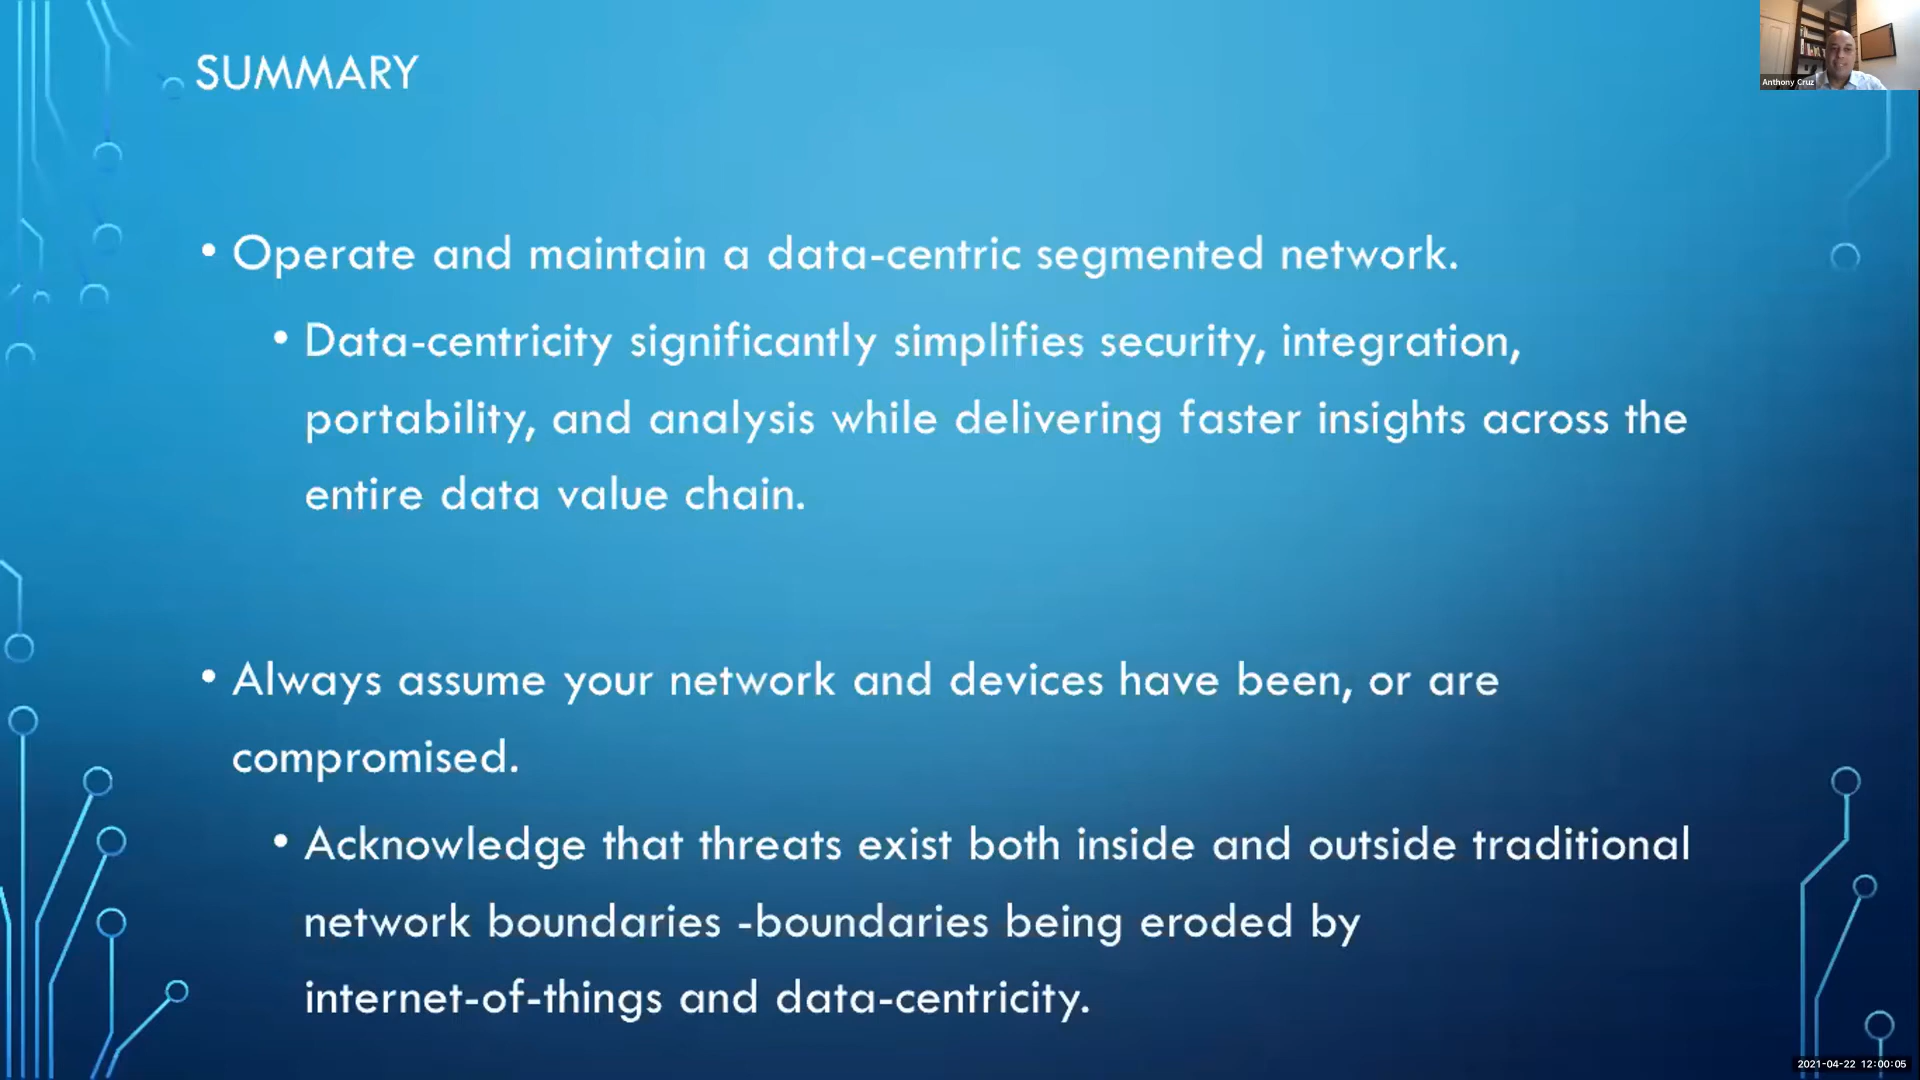 SUMMARY
Anthony Cruz
• Operate and maintain a data-centric segmented network.
• Data-centricity significantly simplifies security, integration,
portability, and analysis while delivering faster insights across the
entire data value chain.
• Always assume your network and devices have been, or are
compromised.
• Acknowledge that threats exist both inside and outside traditional
network boundaries -boundaries being eroded by
internet-of-things and data-centricity.
2021-04-22 12:00:05